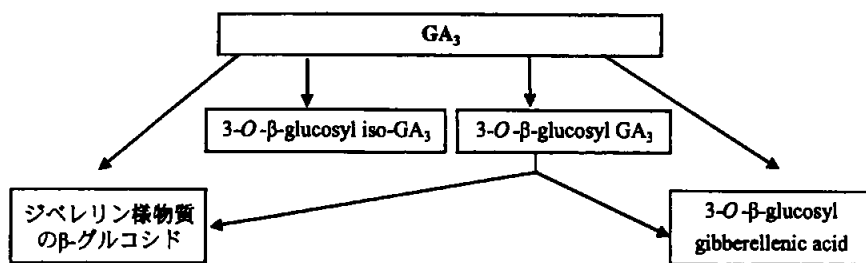 GA₃
3-O-β-glucosyl iso-GA₃
3-O-β-glucosyl GA₃
ジベレリン様物質
のβ-グルコシド
3-O-β-glucosyl
gibberellenic acid